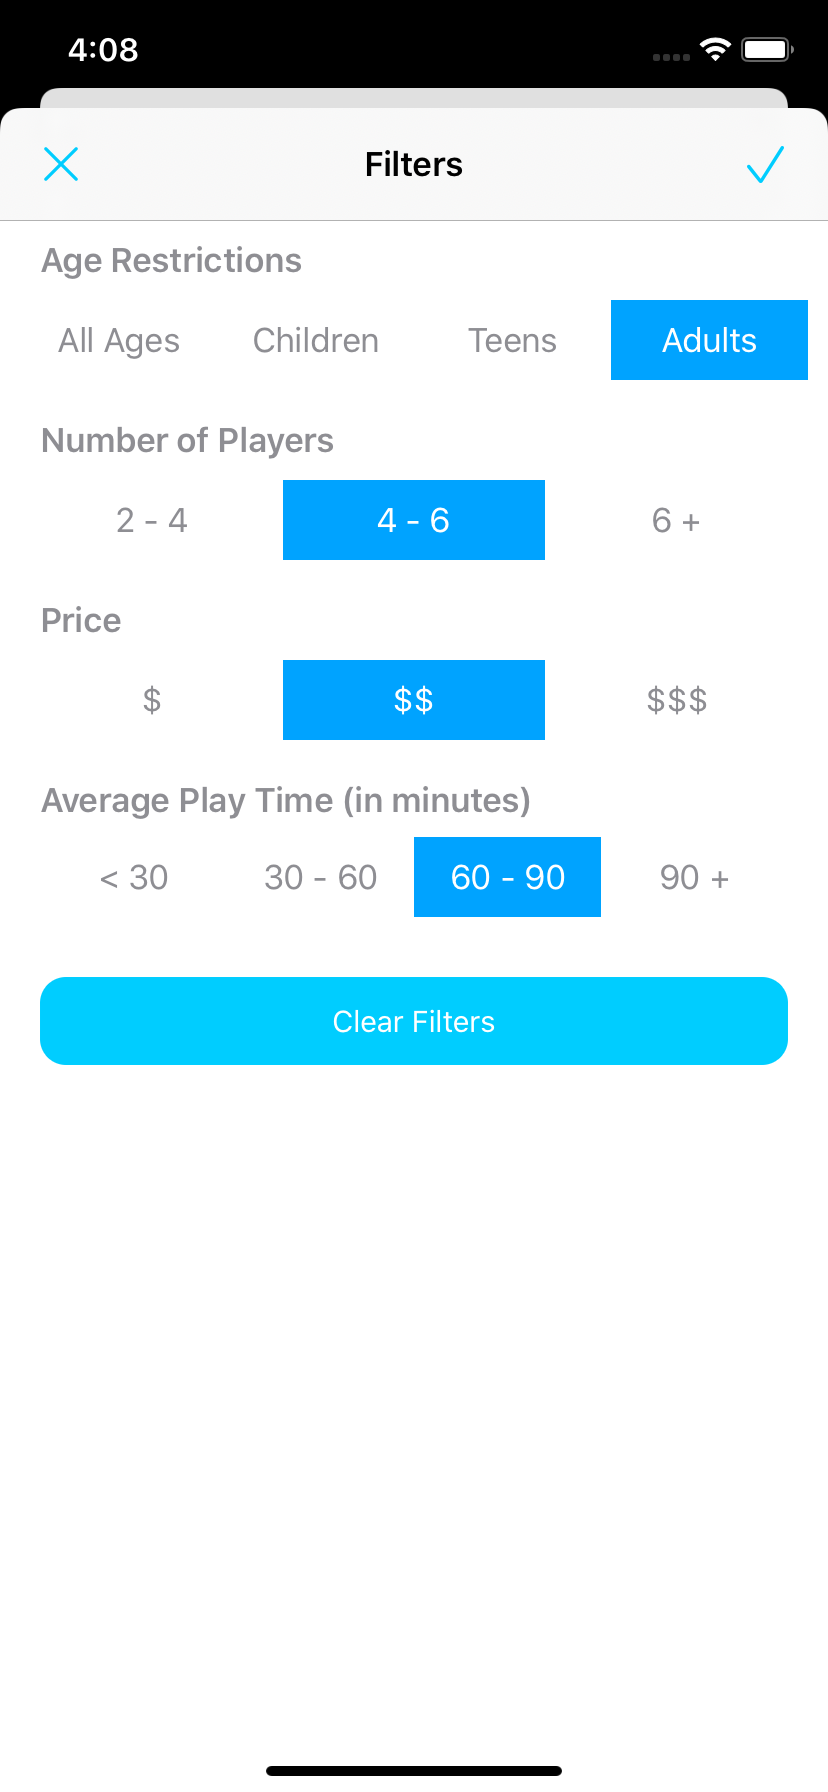 4:08
Filters
Age Restrictions
All Ages Children Teens Adults
Number of Players
2 - 4 4 - 6 6 +
Price
$ $$ $$$
Average Play Time (in minutes)
< 30 30 - 60 60 - 90 90 +
Clear Filters